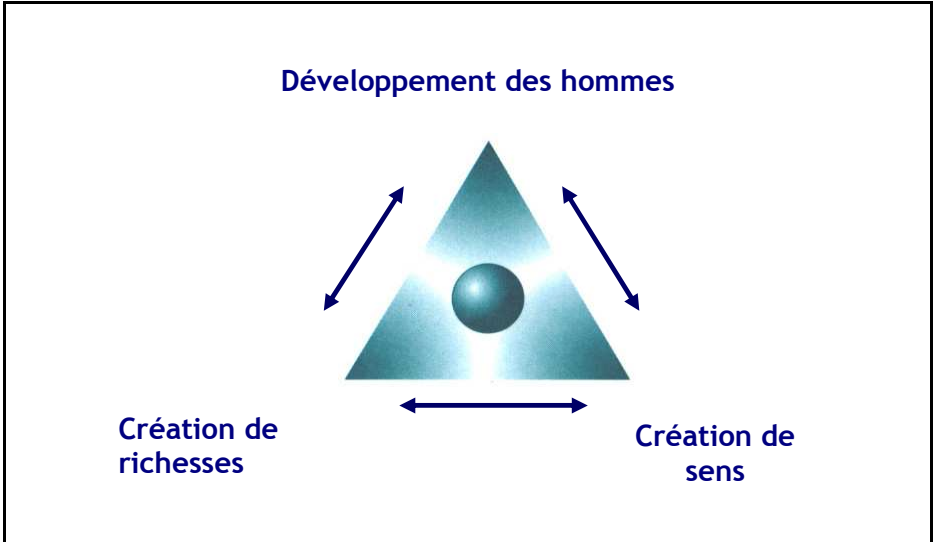 Développement des hommes
Création de
richesses
Création de
sens